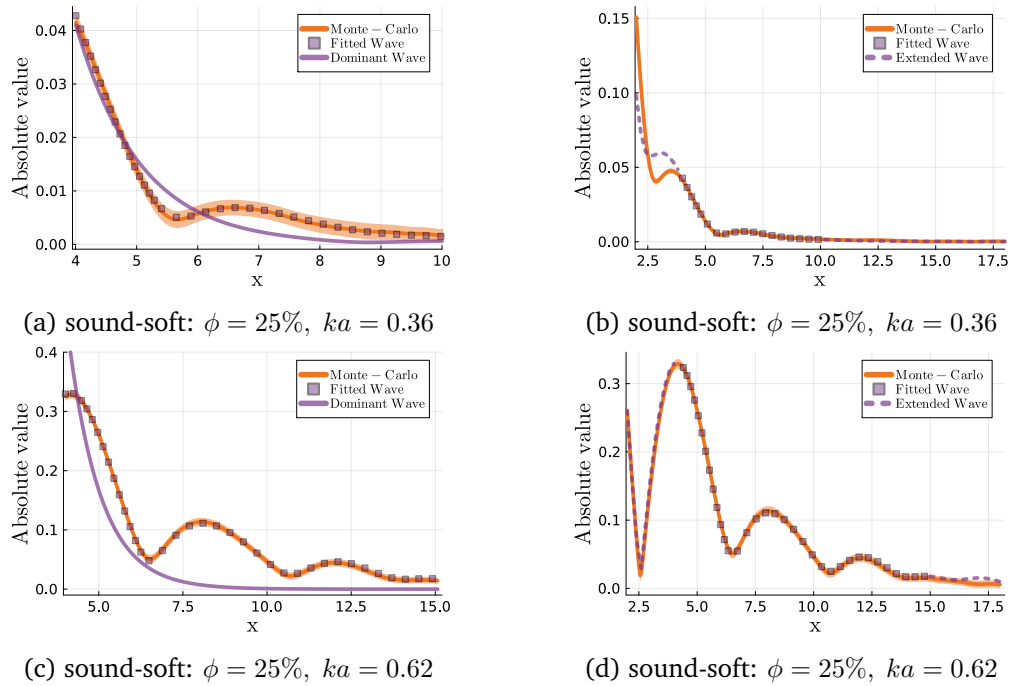 Absolute value
0.04
0.03
0.02
0.01
0.00
4
5
6
7
8
9
10
x
Monte – Carlo
Fitted Wave
Dominant Wave
(a) sound-soft: ϕ = 25%, ka = 0.36
Absolute value
0.15
0.10
0.05
0.00
2.5
5.0
7.5
10.0
12.5
15.0
17.5
x
Monte – Carlo
Fitted Wave
Extended Wave
(b) sound-soft: ϕ = 25%, ka = 0.36
Absolute value
0.4
0.3
0.2
0.1
0.0
5.0
7.5
10.0
12.5
15.0
x
Monte – Carlo
Fitted Wave
Dominant Wave
(c) sound-soft: ϕ = 25%, ka = 0.62
Absolute value
0.3
0.2
0.1
0.0
2.5
5.0
7.5
10.0
12.5
15.0
17.5
x
Monte – Carlo
Fitted Wave
Extended Wave
(d) sound-soft: ϕ = 25%, ka = 0.62